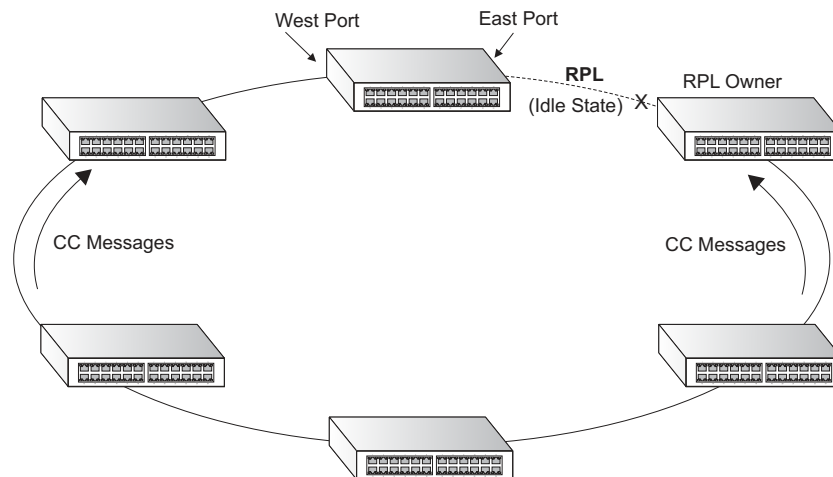 West Port
East Port
RPL
(Idle State)
X
RPL Owner
CC Messages
CC Messages